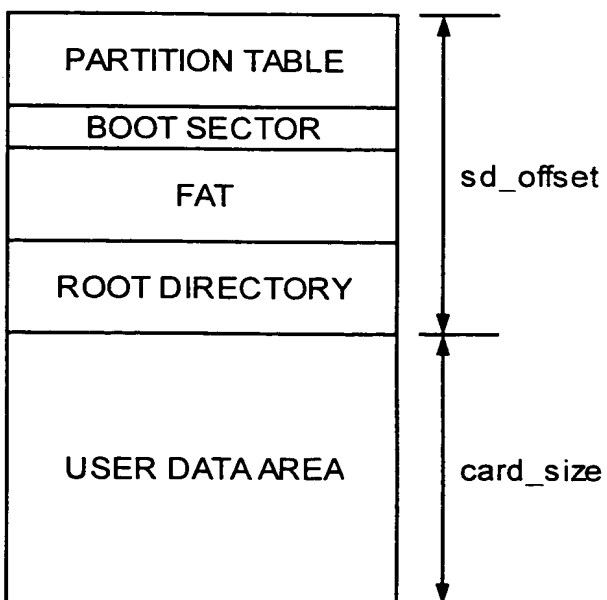 PARTITION TABLE
BOOT SECTOR
sd_offset
FAT
ROOT DIRECTORY
USER DATA AREA
card_size